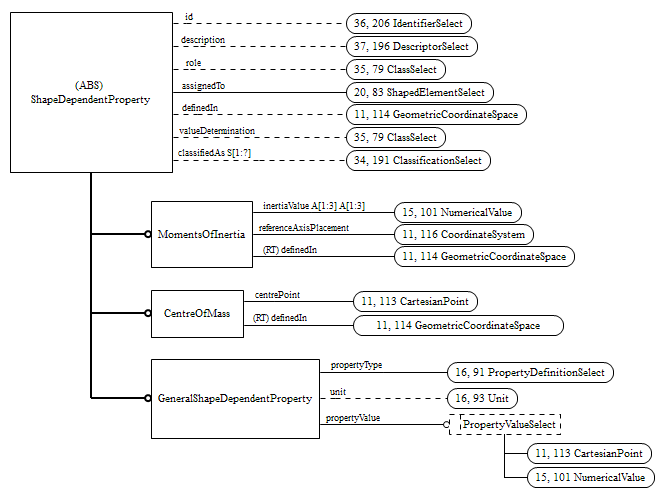 (ABS)
ShapeDependentProperty
id
36, 206 IdentifierSelect
description
37, 196 DescriptorSelect
role
35, 79 ClassSelect
assignedTo
20, 83 ShapedElementSelect
definedIn
11, 114 GeometricCoordinateSpace
valueDetermination
35, 79 ClassSelect
classifiedAs S[1:?]
34, 191 ClassificationSelect
MomentsOfInertia
inertiaValue A[1:3] A[1:3]
15, 101 NumericalValue
referenceAxisPlacement
11, 116 CoordinateSystem
(RT) definedIn
11, 114 GeometricCoordinateSpace
CentreOfMass
centrePoint
11, 113 CartesianPoint
(RT) definedIn
11, 114 GeometricCoordinateSpace
GeneralShapeDependentProperty
propertyType
16, 91 PropertyDefinitionSelect
unit
16, 93 Unit
propertyValue
PropertyValueSelect
11, 113 CartesianPoint
15, 101 NumericalValue